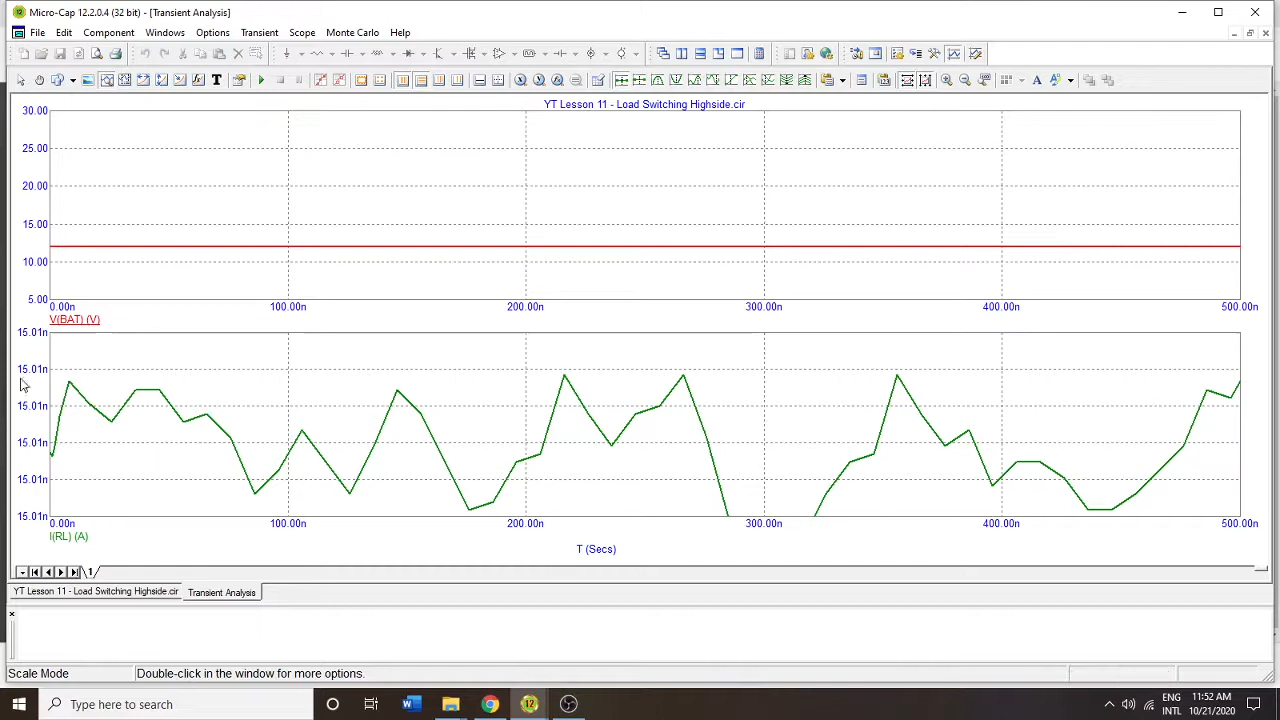 Micro-Cap 12.2.0.4 (32 bit) - [Transient Analysis]
File Edit Component Windows Options Transient Scope Monte Carlo Help
YT Lesson 11 - Load Switching Highside.cir
30.00
25.00
20.00
15.00
10.00
5.00
0.00n 100.00n 200.00n 300.00n 400.00n 500.00n
V(BAT) (V)
15.01n
15.01n
15.01n
15.01n
15.01n
15.01n
0.00n 100.00n 200.00n 300.00n 400.00n 500.00n
I(RL) (A)
T (Secs)
1
YT Lesson 11 - Load Switching Highside.cir Transient Analysis
Scale Mode Double-click in the window for more options.
Type here to search
ENG
INTL
11:52 AM
10/21/2020